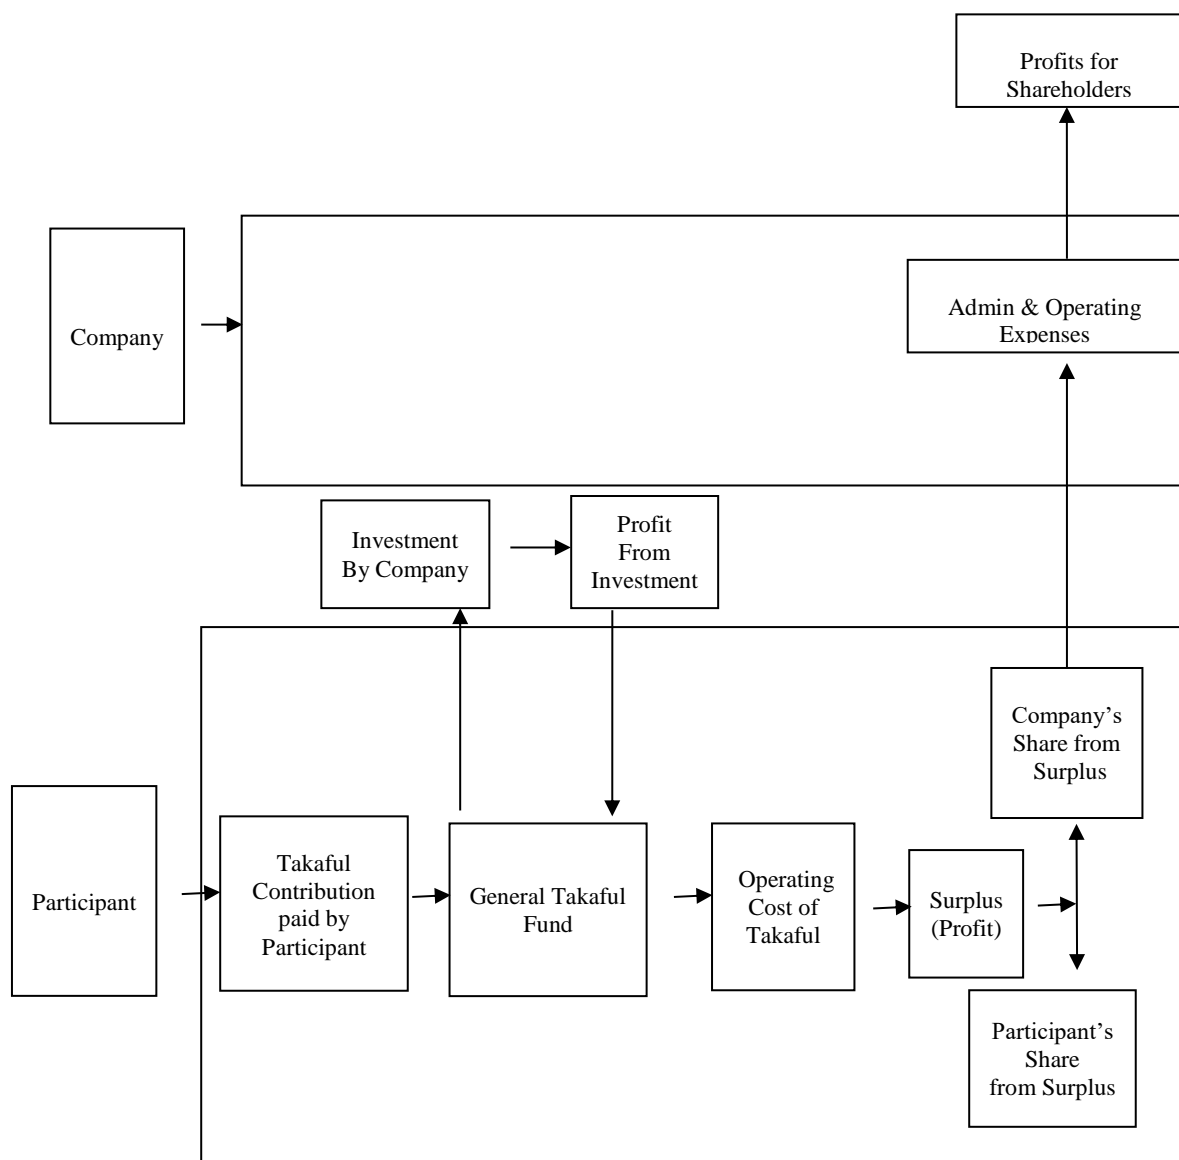 Profits for
Shareholders
Company
Admin & Operating
Expenses
Investment
By Company
Profit
From
Investment
Company’s
Share from
Surplus
Participant
Takaful
Contribution
paid by
Participant
General Takaful
Fund
Operating
Cost of
Takaful
Surplus
(Profit)
Participant’s
Share
from Surplus